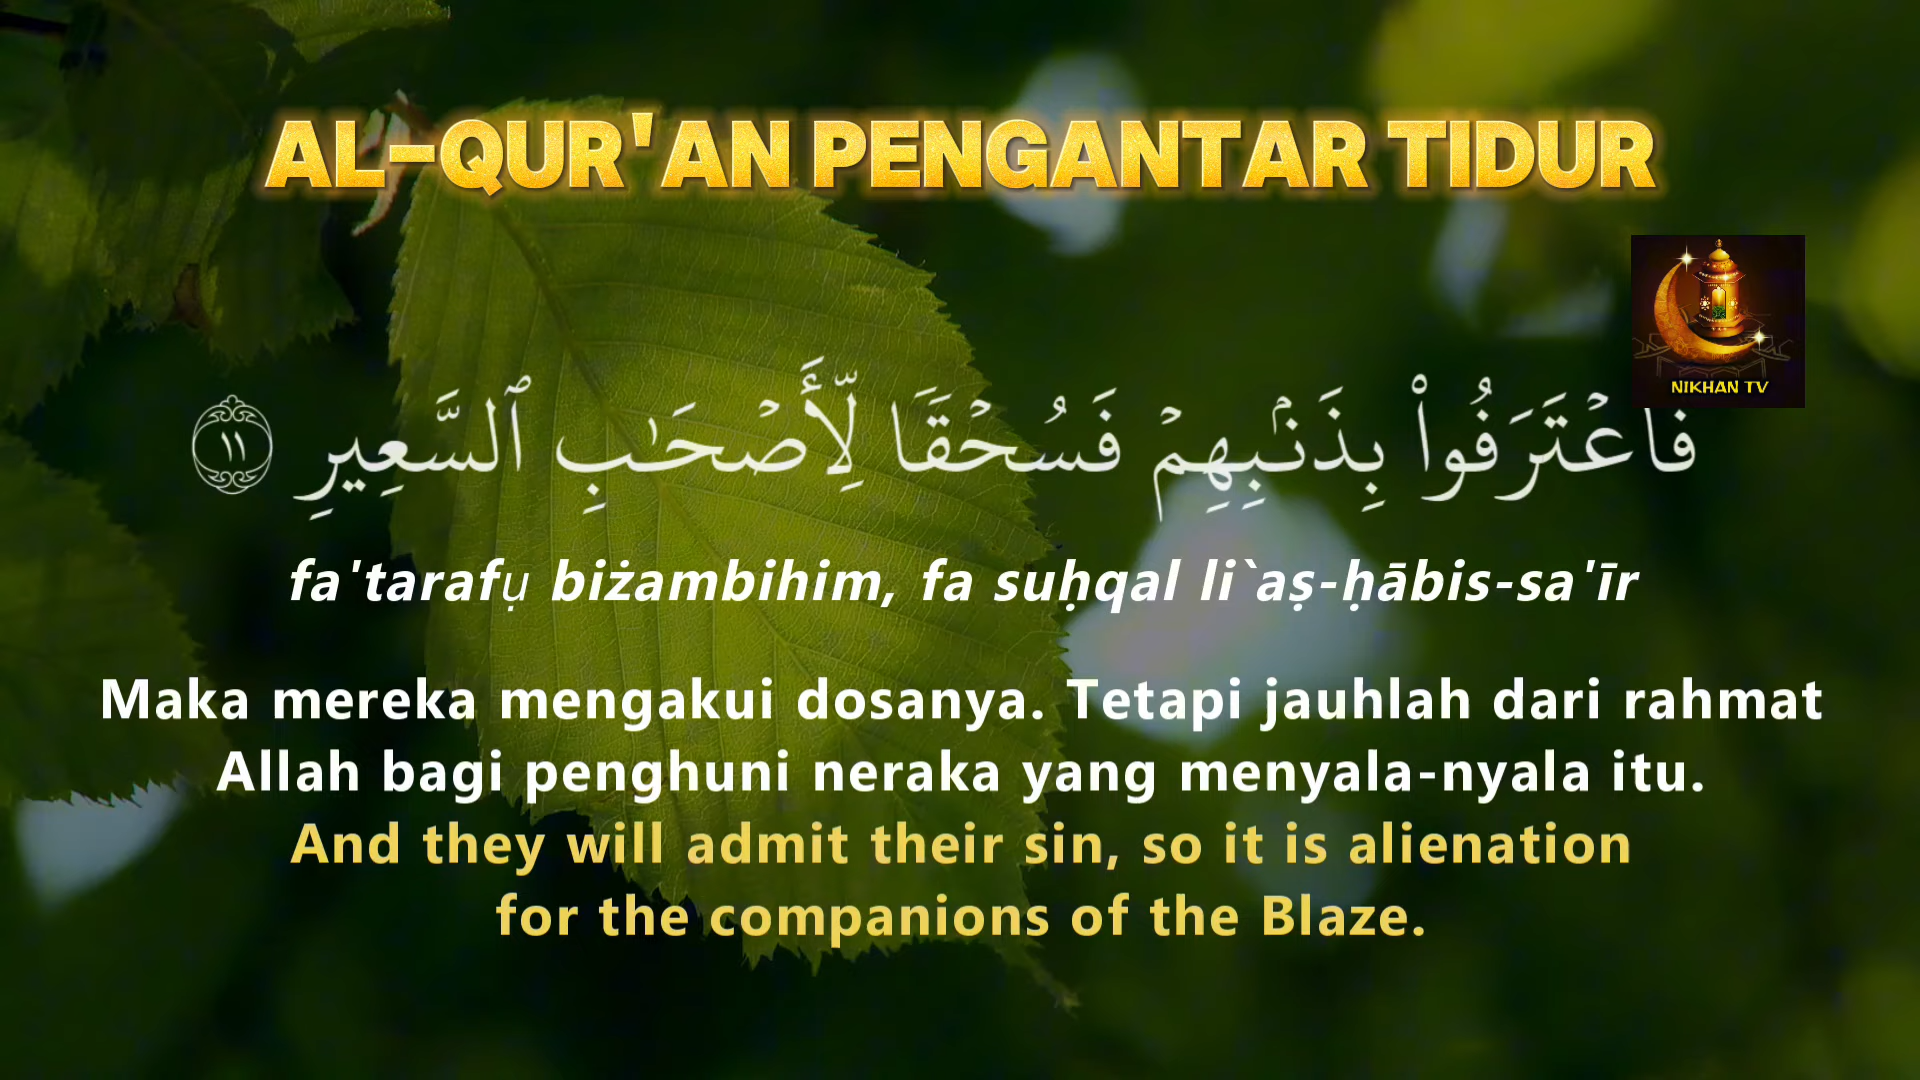 AL-QUR'AN PENGANTAR TIDUR
NIKHAN TV
فَٱعْتَرَفُوا۟ بِذَنۢبِهِمْ فَسُحْقًا لِّأَصْحَٰبِ ٱلسَّعِيرِ ١١
fa'tarafụ biżambihim, fa suḥqal li`aṣ-ḥābis-sa'īr
Maka mereka mengakui dosanya. Tetapi jauhlah dari rahmat
Allah bagi penghuni neraka yang menyala-nyala itu.
And they will admit their sin, so it is alienation
for the companions of the Blaze.